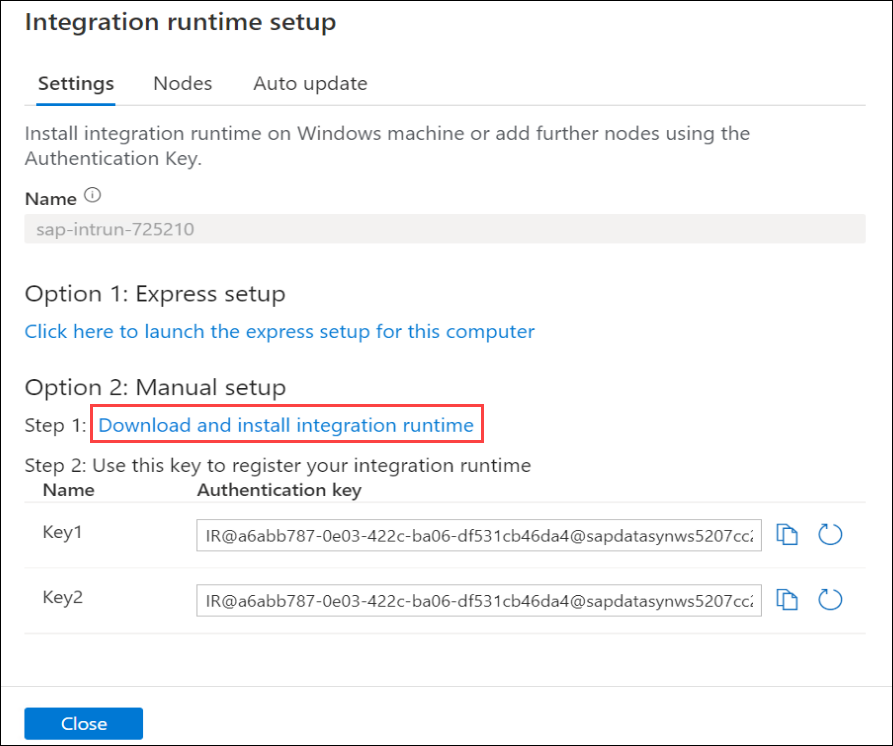 Integration runtime setup
Settings Nodes Auto update
Install integration runtime on Windows machine or add further nodes using the
Authentication Key.
Name
sap-intrun-725210
Option 1: Express setup
Click here to launch the express setup for this computer
Option 2: Manual setup
Step 1: Download and install integration runtime
Step 2: Use this key to register your integration runtime
Name Authentication key
Key1 IR@a6abb787-0e03-422c-ba06-df531cb46da4@sapdatasynws5207cc2
Key2 IR@a6abb787-0e03-422c-ba06-df531cb46da4@sapdatasynws5207cc2
Close